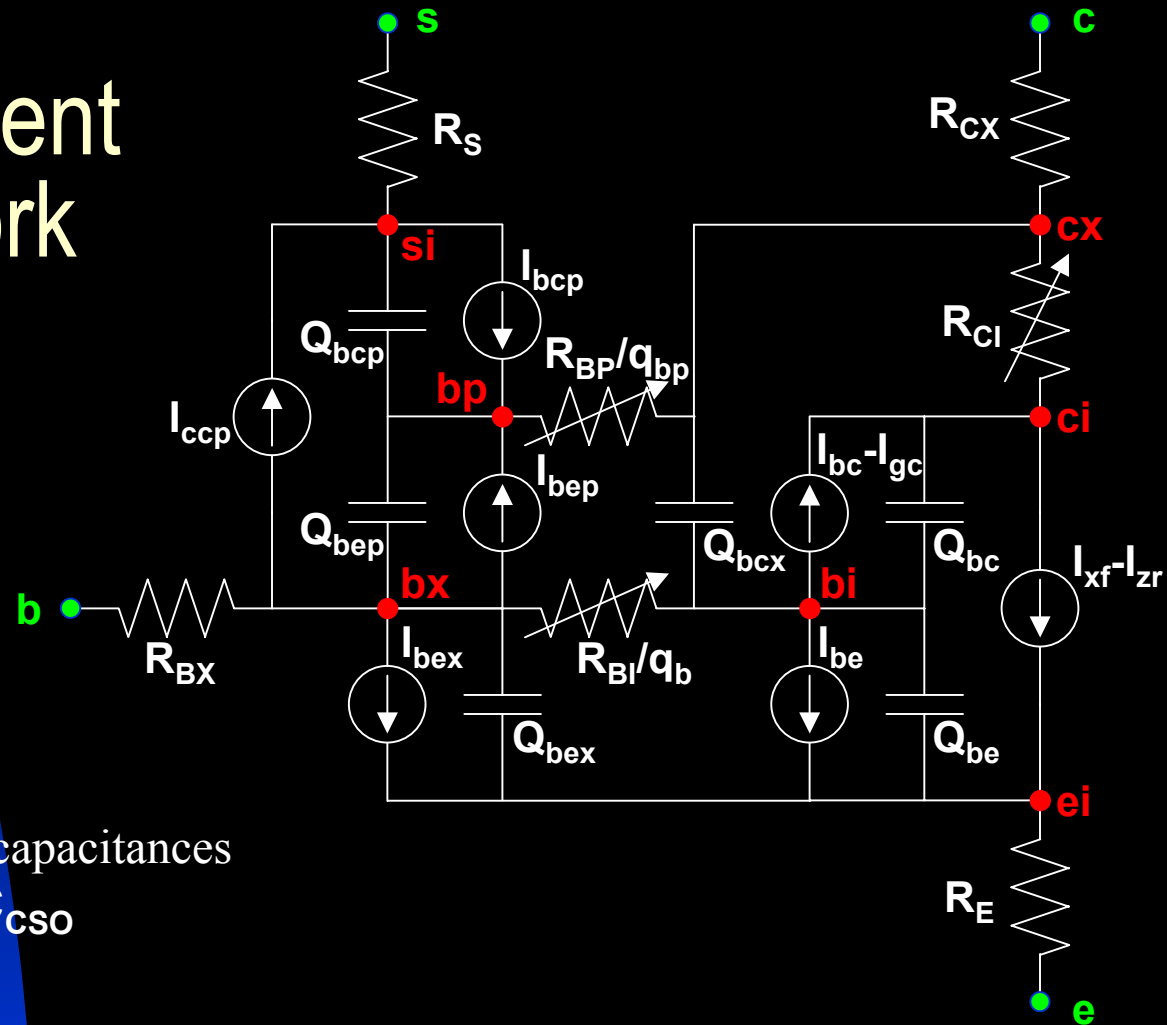 s
c
ent
rk
R_S
R_CX
si
cx
I_bcp
Q_bcp
R_BP/q_bp
R_CI
bp
ci
I_ccp
I_bc-I_gc
I_bep
Q_bep
Q_bcx
Q_bc
I_xf-I_zr
bx
bi
b
R_BX
I_bex
R_BI/q_b
I_be
Q_bex
Q_be
ei
capacitances
CSO
R_E
e